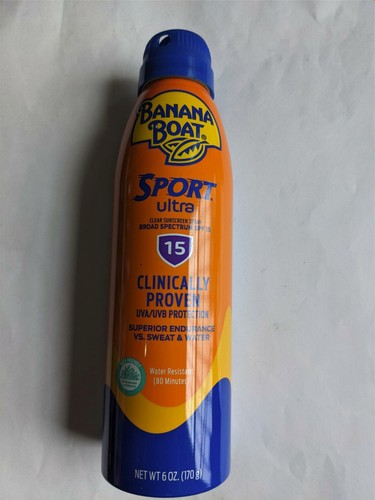 BANANA
BOAT®
SPORT
ultra
CLEAR SUNSCREEN SPRAY
BROAD SPECTRUM SPF 15
15
CLINICALLY
PROVEN
UVA/UVB PROTECTION
SUPERIOR ENDURANCE
VS. SWEAT & WATER
Water Resistant
(80 Minutes)
NET WT 6 OZ. (170 g)